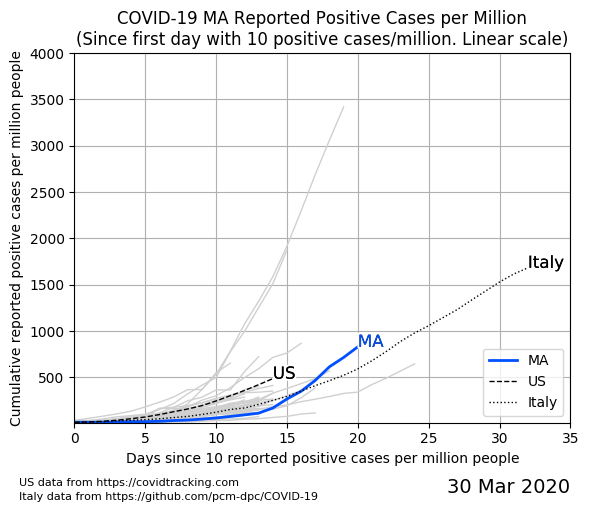 COVID-19 MA Reported Positive Cases per Million
(Since first day with 10 positive cases/million. Linear scale)
Cumulative reported positive cases per million people
4000
3500
3000
2500
2000
1500
1000
500
Italy
MA
US
MA
US
Italy
0 5 10 15 20 25 30 35
Days since 10 reported positive cases per million people
US data from https://covidtracking.com
Italy data from https://github.com/pcm-dpc/COVID-19
30 Mar 2020